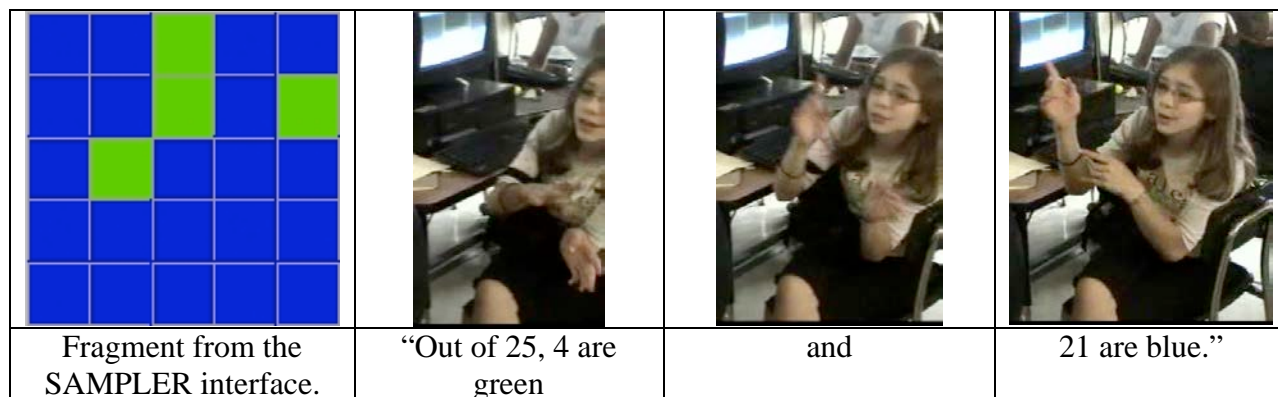 Fragment from the
SAMPLER interface.
“Out of 25, 4 are
green
and
21 are blue.”